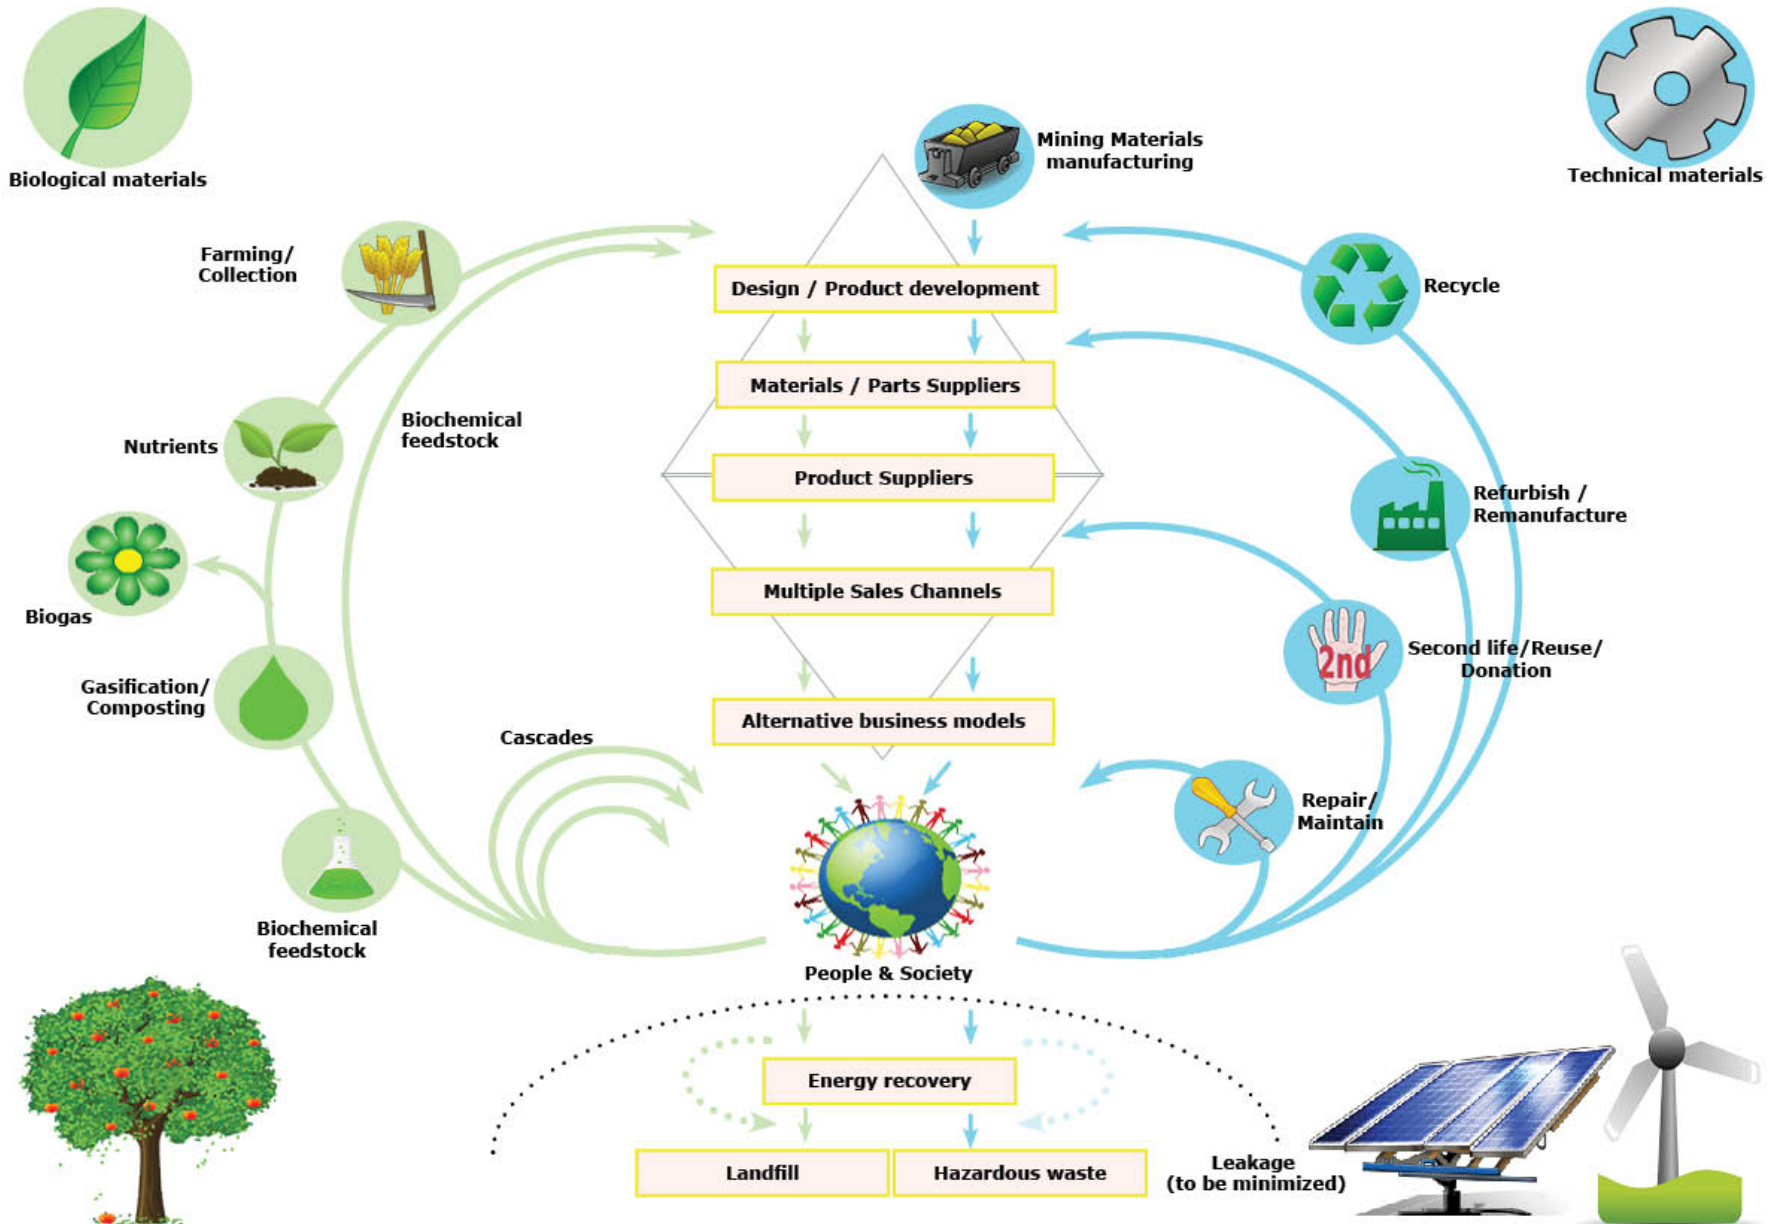 Biological materials
Technical materials
Mining Materials
manufacturing
Farming/
Collection
Recycle
Design / Product development
Materials / Parts Suppliers
Biochemical
feedstock
Nutrients
Product Suppliers
Refurbish /
Remanufacture
Multiple Sales Channels
Biogas
2nd
Second life/Reuse/
Donation
Gasification/
Composting
Alternative business models
Cascades
Repair/
Maintain
Biochemical
feedstock
People & Society
Energy recovery
Landfill
Hazardous waste
Leakage
(to be minimized)